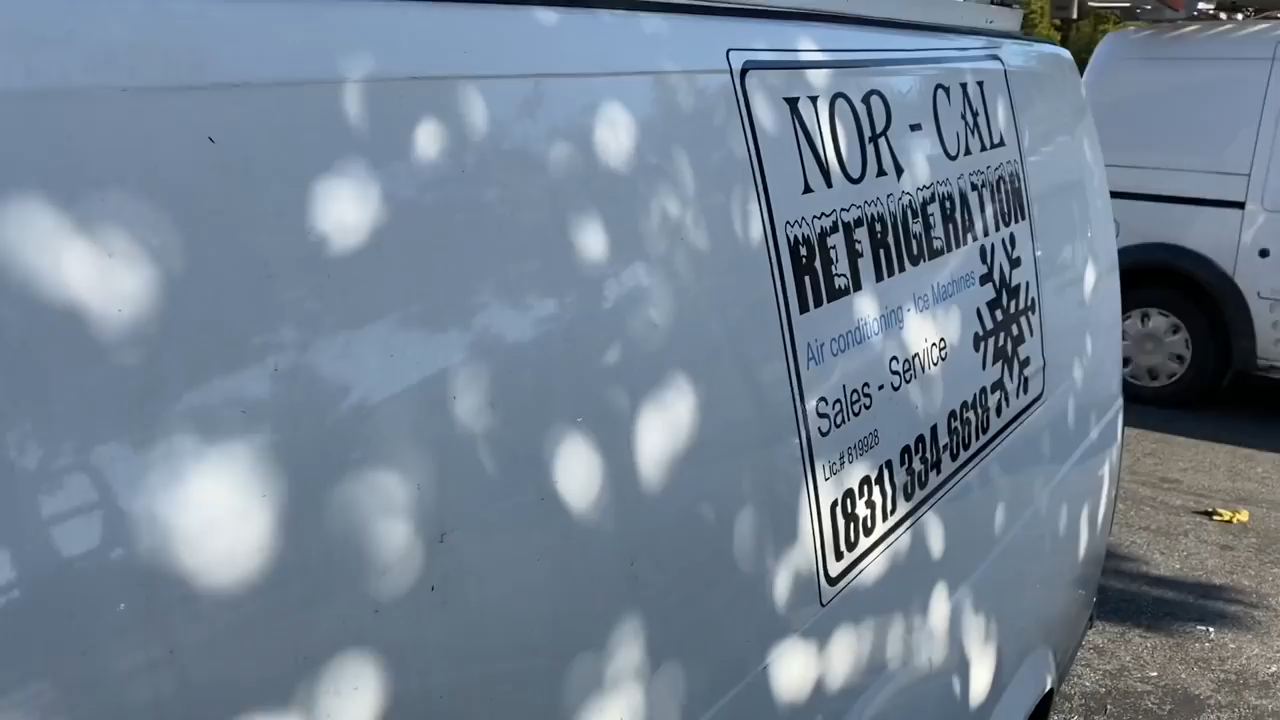 NOR - CAL
REFRIGERATION
Air conditioning - Ice Machines
Sales - Service
Lic.# 819928
(831) 334-6618